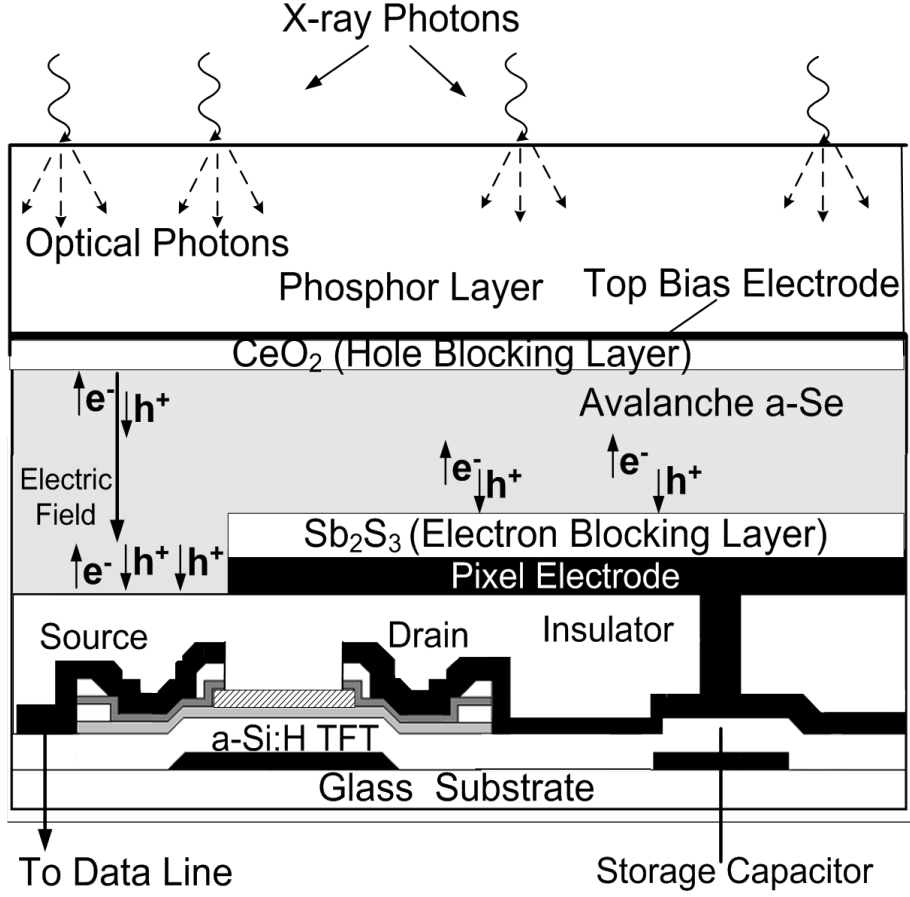 X-ray Photons
Optical Photons
Phosphor Layer
Top Bias Electrode
CeO₂ (Hole Blocking Layer)
e⁻ h⁺
Avalanche a-Se
Electric
Field
e⁻ h⁺
e⁻ h⁺
Sb₂S₃ (Electron Blocking Layer)
e⁻ h⁺ h⁺
Pixel Electrode
Source
Drain
Insulator
a-Si:H TFT
Glass Substrate
To Data Line
Storage Capacitor